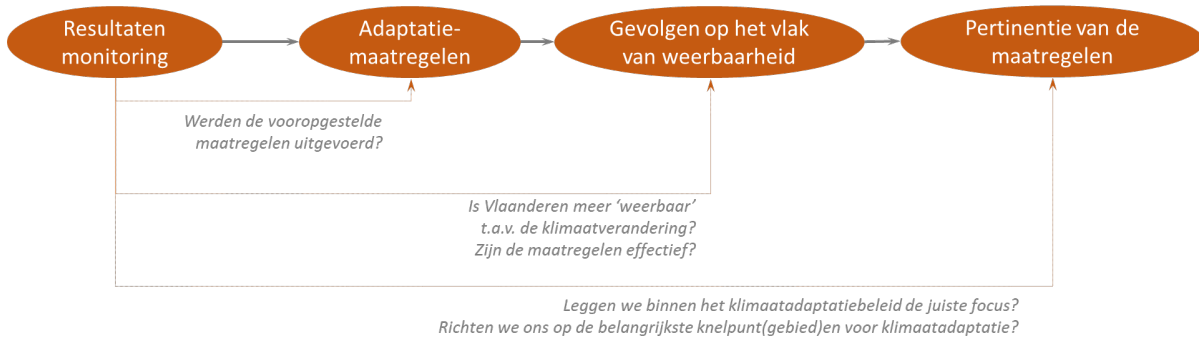 Resultaten
monitoring
Adaptatie-
maatregelen
Gevolgen op het vlak
van weerbaarheid
Pertinentie van de
maatregelen
Werden de vooropgestelde
maatregelen uitgevoerd?
Is Vlaanderen meer ‘weerbaar’
t.a.v. de klimaatverandering?
Zijn de maatregelen effectief?
Leggen we binnen het klimaatadaptatiebeleid de juiste focus?
Richten we ons op de belangrijkste knelpunt(gebied)en voor klimaatadaptatie?